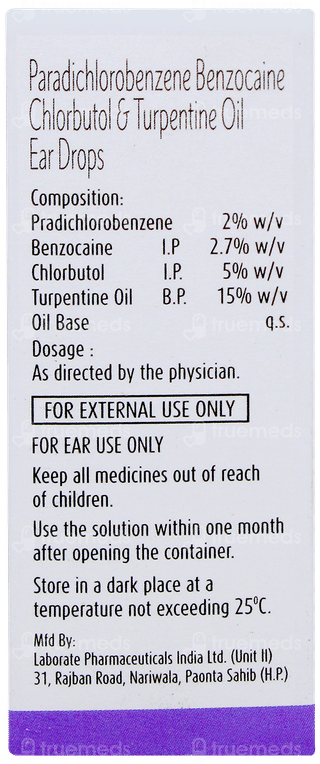 Paradichlorobenzene Benzocaine
Chlorbutol & Turpentine Oil
Ear Drops
Composition:
Pradichlorobenzene 2% w/v
Benzocaine I.P 2.7% w/v
Chlorbutol I.P. 5% w/v
Turpentine Oil B.P. 15% w/v
Oil Base q.s.
Dosage :
As directed by the physician.
FOR EXTERNAL USE ONLY
FOR EAR USE ONLY
Keep all medicines out of reach
of children.
Use the solution within one month
after opening the container.
Store in a dark place at a
temperature not exceeding 25⁰C.
Mfd By:
Laborate Pharmaceuticals India Ltd. (Unit II)
31, Rajban Road, Nariwala, Paonta Sahib (H.P.)
truemeds